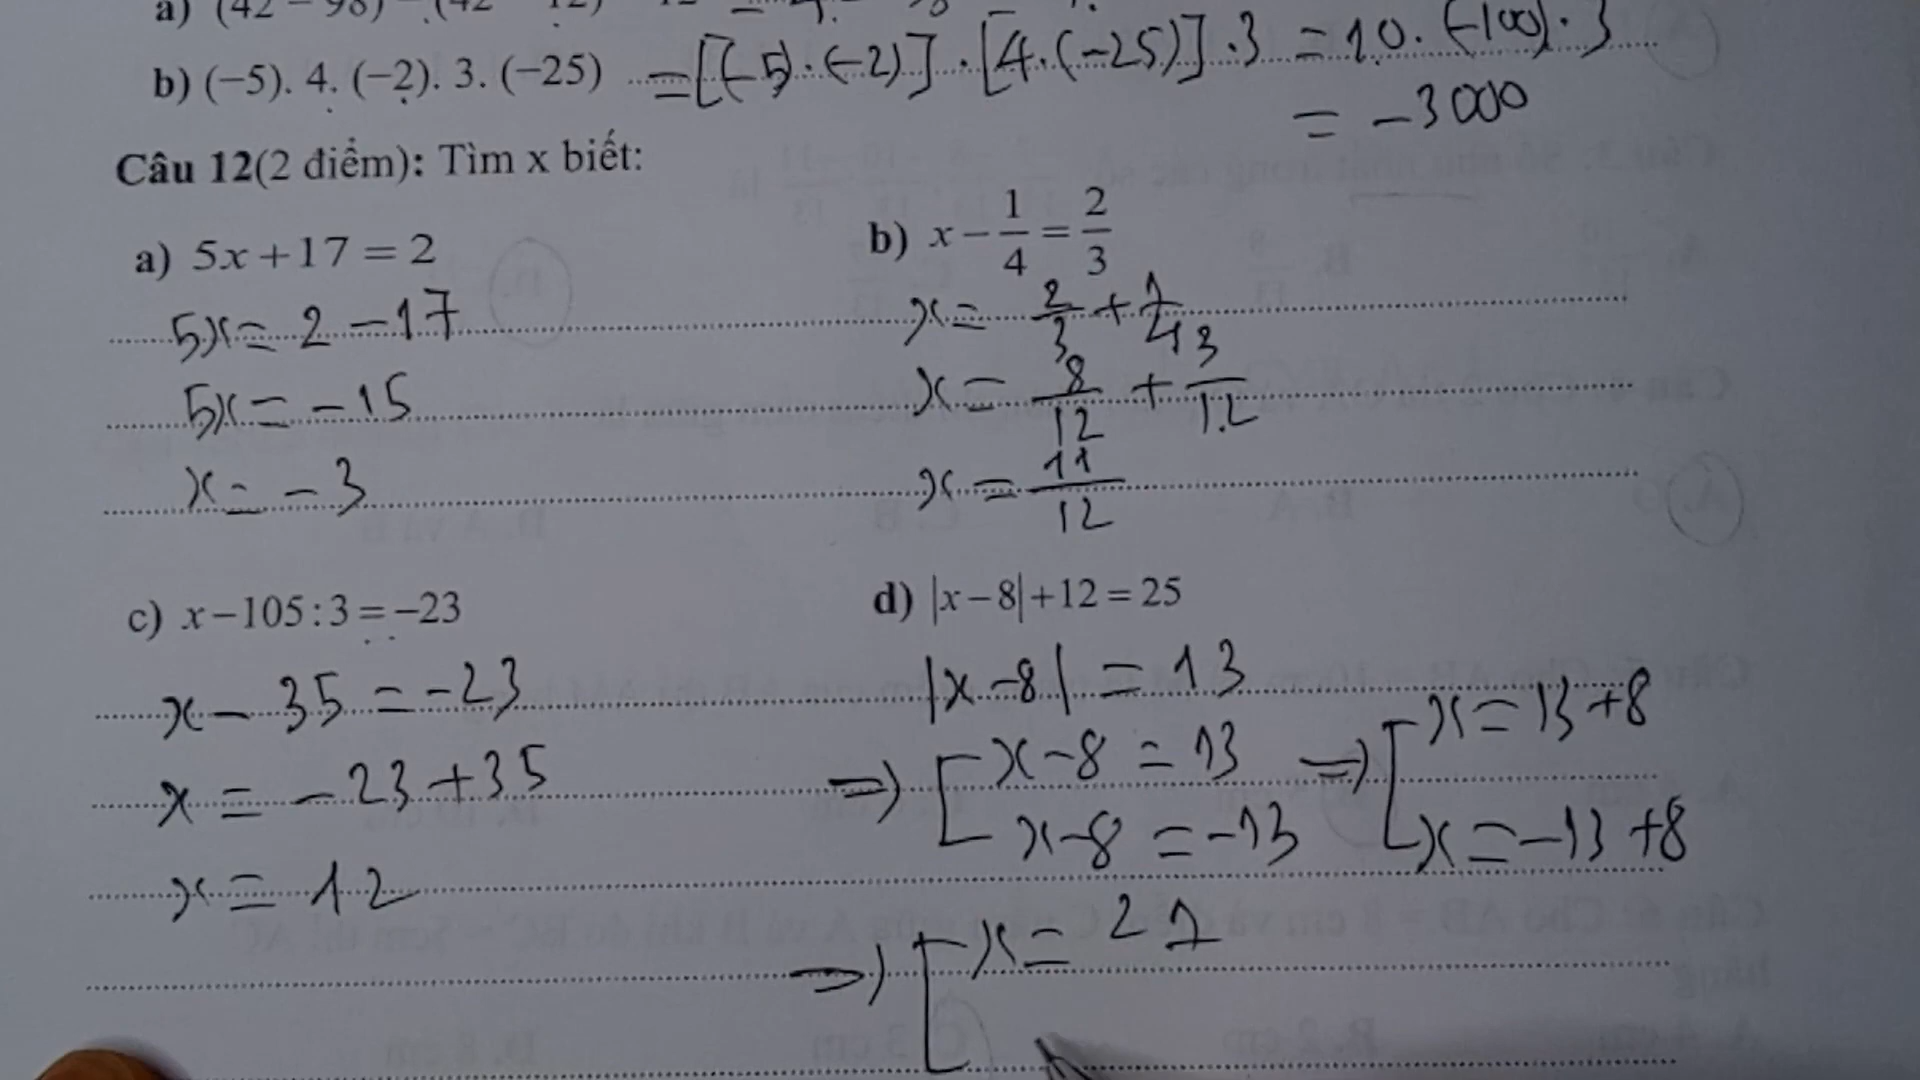 b) (−5). 4. (−2). 3. (−25) = [(−5)·(−2)]·[4·(−25)]·3 = 10·(−100)·3
= −3000
Câu 12(2 điểm): Tìm x biết:
a) 5x + 17 = 2
5x = 2 − 17
5x = −15
x = −3
b) x − 1/4 = 2/3
x = 2/3 + 1/4
x = 8/12 + 3/12
x = 11/12
c) x − 105 : 3 = −23
x − 35 = −23
x = −23 + 35
x = 12
d) |x − 8| + 12 = 25
|x − 8| = 13
⇒ [ x − 8 = 13 ⇒ [ x = 13 + 8
x − 8 = −13 x = −13 + 8
⇒ [ x = 21